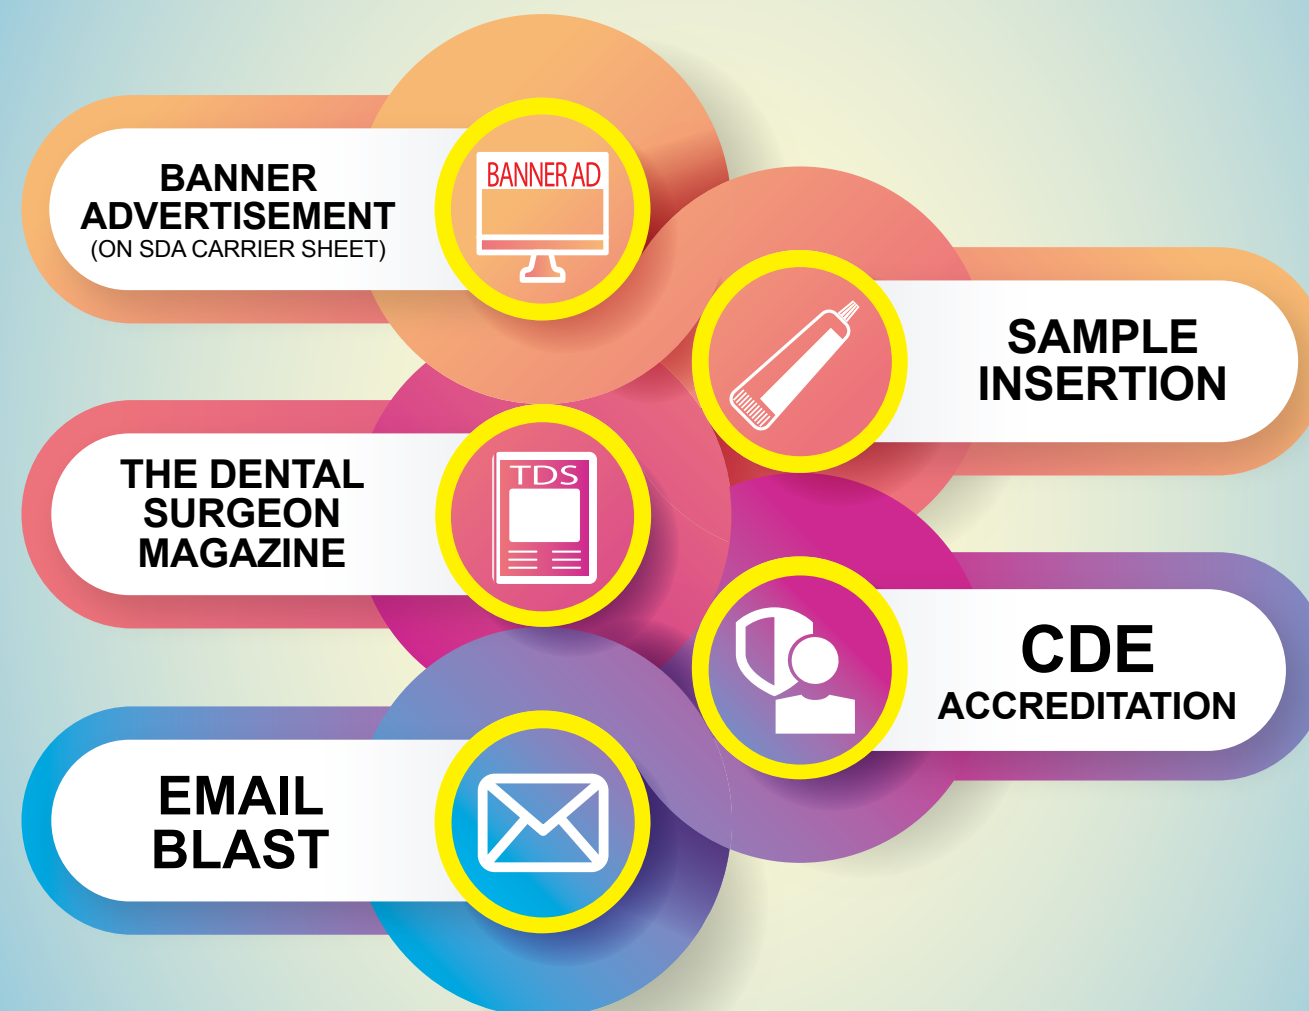 BANNER
ADVERTISEMENT
(ON SDA CARRIER SHEET)
BANNER AD
SAMPLE
INSERTION
THE DENTAL
SURGEON
MAGAZINE
TDS
CDE
ACCREDITATION
EMAIL
BLAST